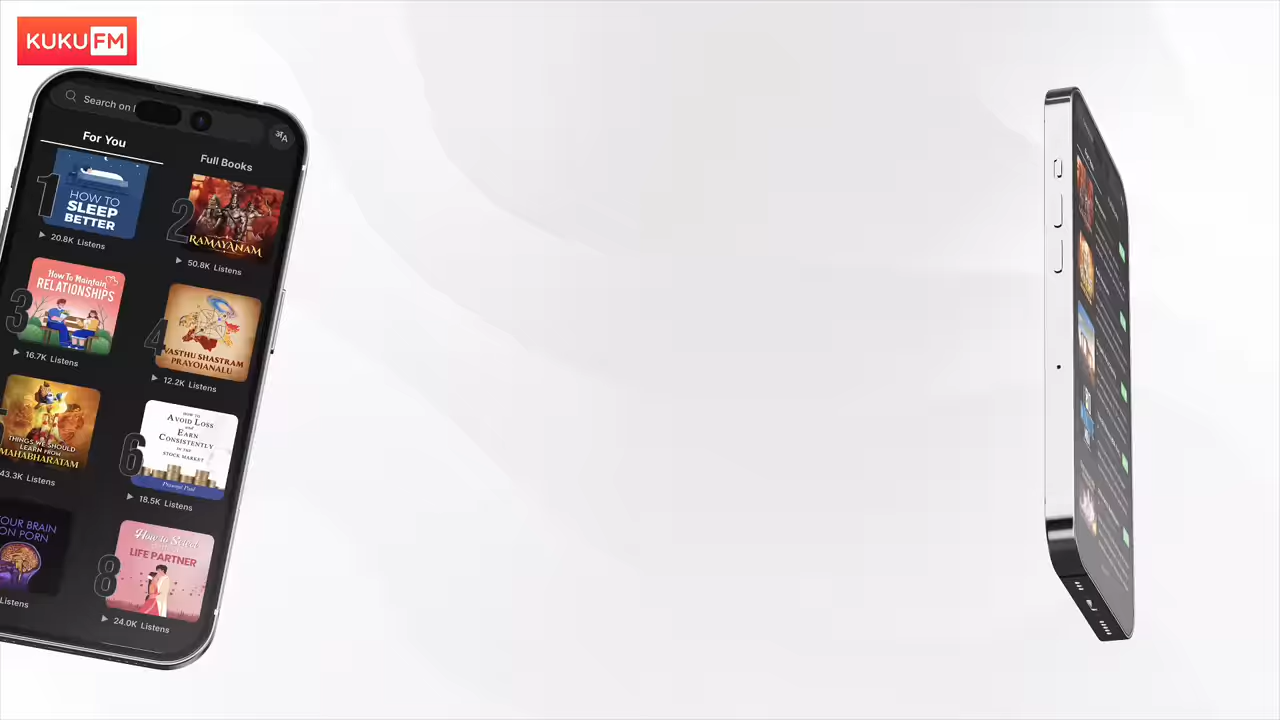 KUKU FM
Search on
अA
For You
Full Books
1
HOW TO
SLEEP
BETTER
20.8K Listens
2
RAMAYANAM
50.8K Listens
3
How To Maintain
RELATIONSHIPS
16.7K Listens
4
VASTHU SHASTRAM
PRAYOJANALU
12.2K Listens
THINGS WE SHOULD
LEARN FROM
MAHABHARATAM
43.3K Listens
6
HOW TO
AVOID LOSS
and
EARN
CONSISTENTLY
IN THE
STOCK MARKET
18.5K Listens
YOUR BRAIN
ON PORN
Listens
8
How to Select
LIFE PARTNER
24.0K Listens